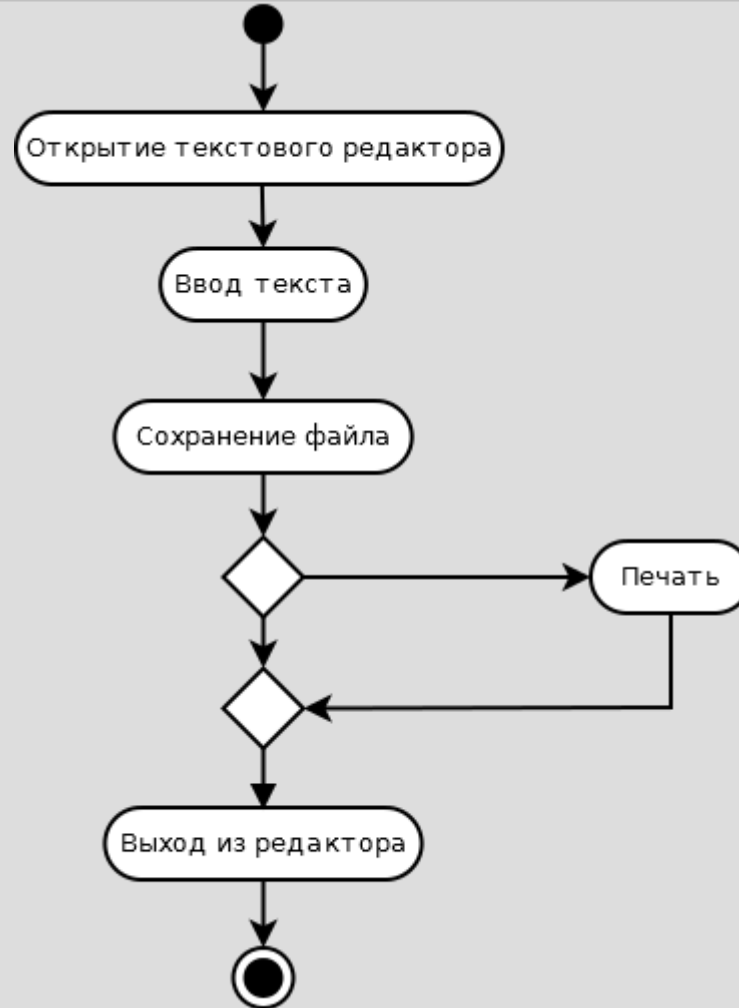 Открытие текстового редактора
Ввод текста
Сохранение файла
Печать
Выход из редактора